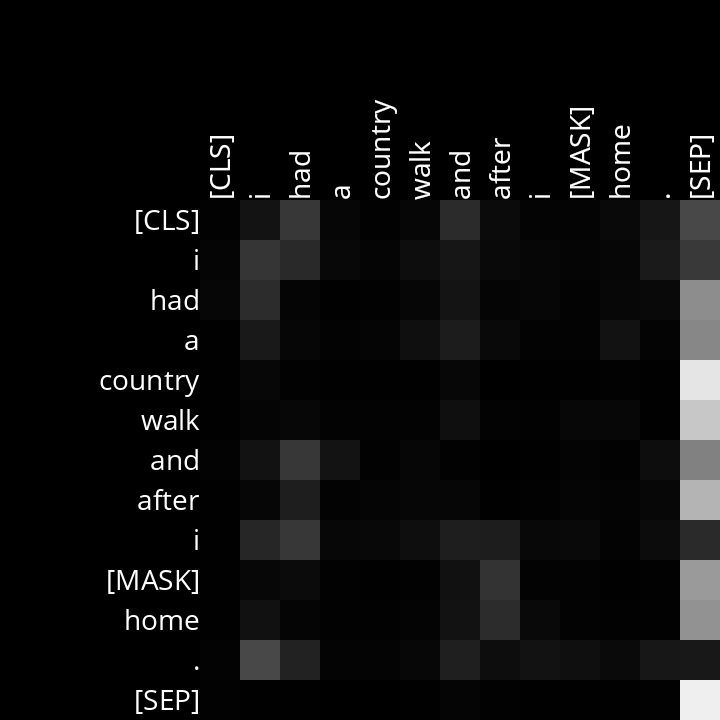 [CLS] i had a country walk and after i [MASK] home . [SEP]
[CLS]
i
had
a
country
walk
and
after
i
[MASK]
home
.
[SEP]